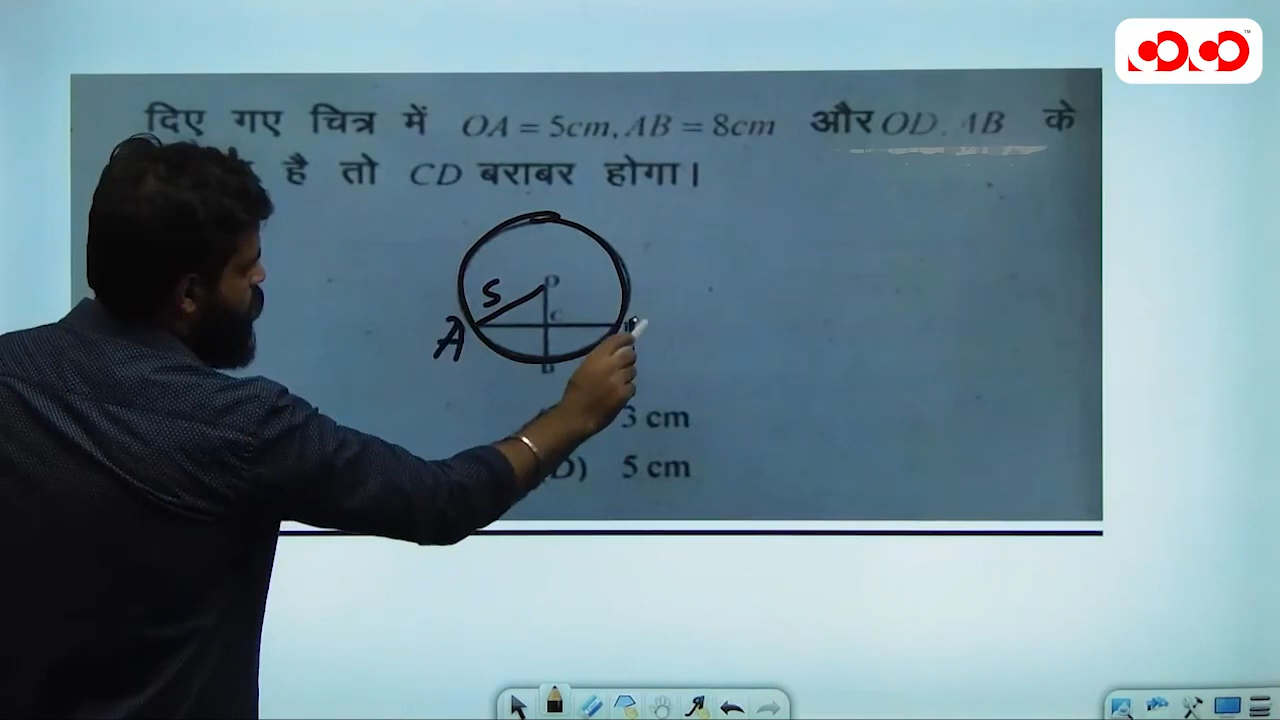 दिए गए चित्र में OA = 5cm, AB = 8cm और OD, AB के
है तो CD बराबर होगा।
O
5
C
A
D
3 cm
(D) 5 cm